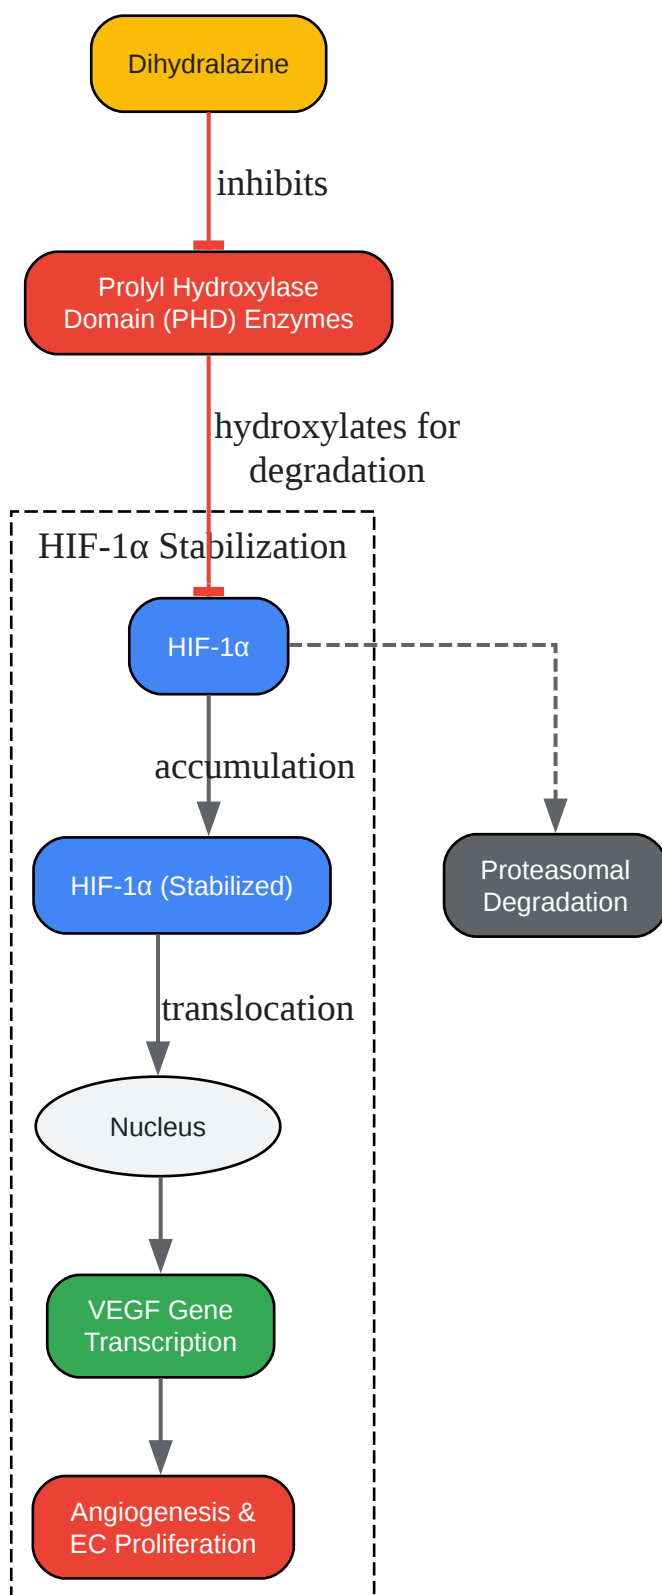 Dihydralazine
inhibits
Prolyl Hydroxylase
Domain (PHD) Enzymes
hydroxylates for
degradation
HIF-1α Stabilization
HIF-1α
accumulation
HIF-1α (Stabilized)
Proteasomal
Degradation
translocation
Nucleus
VEGF Gene
Transcription
Angiogenesis &
EC Proliferation